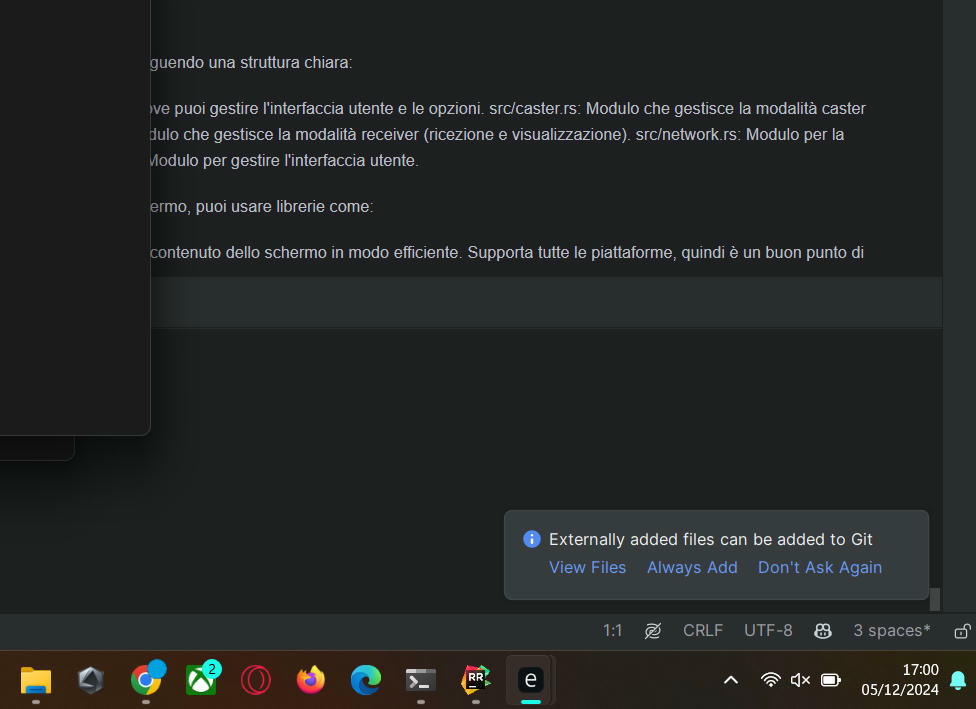 guendo una struttura chiara:
ve puoi gestire l'interfaccia utente e le opzioni. src/caster.rs: Modulo che gestisce la modalità caster
dulo che gestisce la modalità receiver (ricezione e visualizzazione). src/network.rs: Modulo per la
Modulo per gestire l'interfaccia utente.
ermo, puoi usare librerie come:
contenuto dello schermo in modo efficiente. Supporta tutte le piattaforme, quindi è un buon punto di
Externally added files can be added to Git
View Files Always Add Don't Ask Again
1:1 CRLF UTF-8 3 spaces*
2
RR
e
17:00
05/12/2024